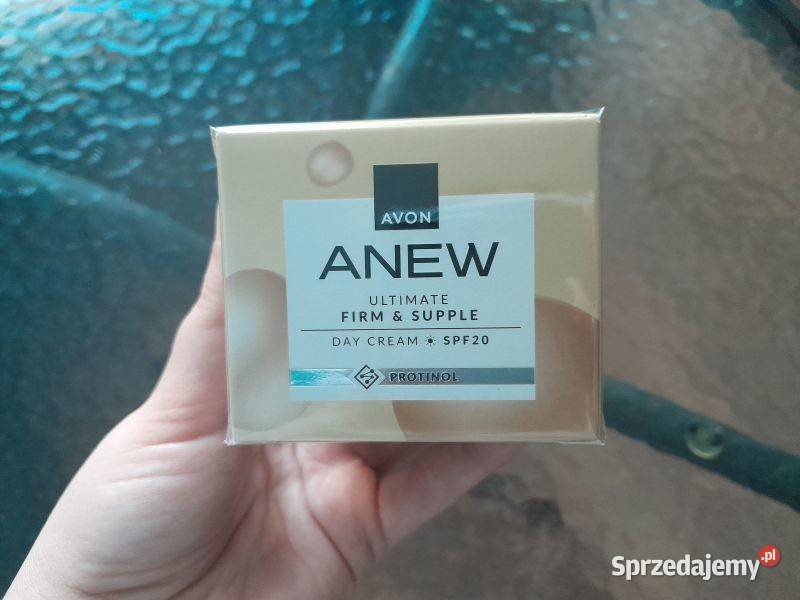 AVON
ANEW
ULTIMATE
FIRM & SUPPLE
DAY CREAM ☀ SPF20
PROTINOL
Sprzedajemy.pl